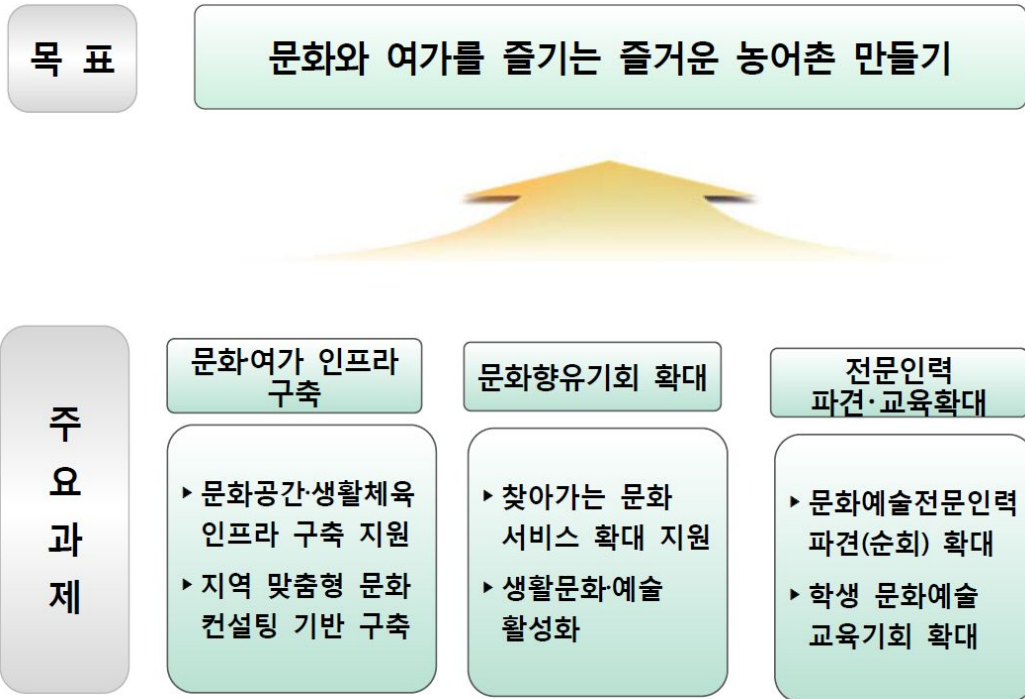 목 표
문화와 여가를 즐기는 즐거운 농어촌 만들기
주
요
과
제
문화·여가 인프라
구축
▸ 문화공간·생활체육
인프라 구축 지원
▸ 지역 맞춤형 문화
컨설팅 기반 구축
문화향유기회 확대
▸ 찾아가는 문화
서비스 확대 지원
▸ 생활문화·예술
활성화
전문인력
파견·교육확대
▸ 문화예술전문인력
파견(순회) 확대
▸ 학생 문화예술
교육기회 확대